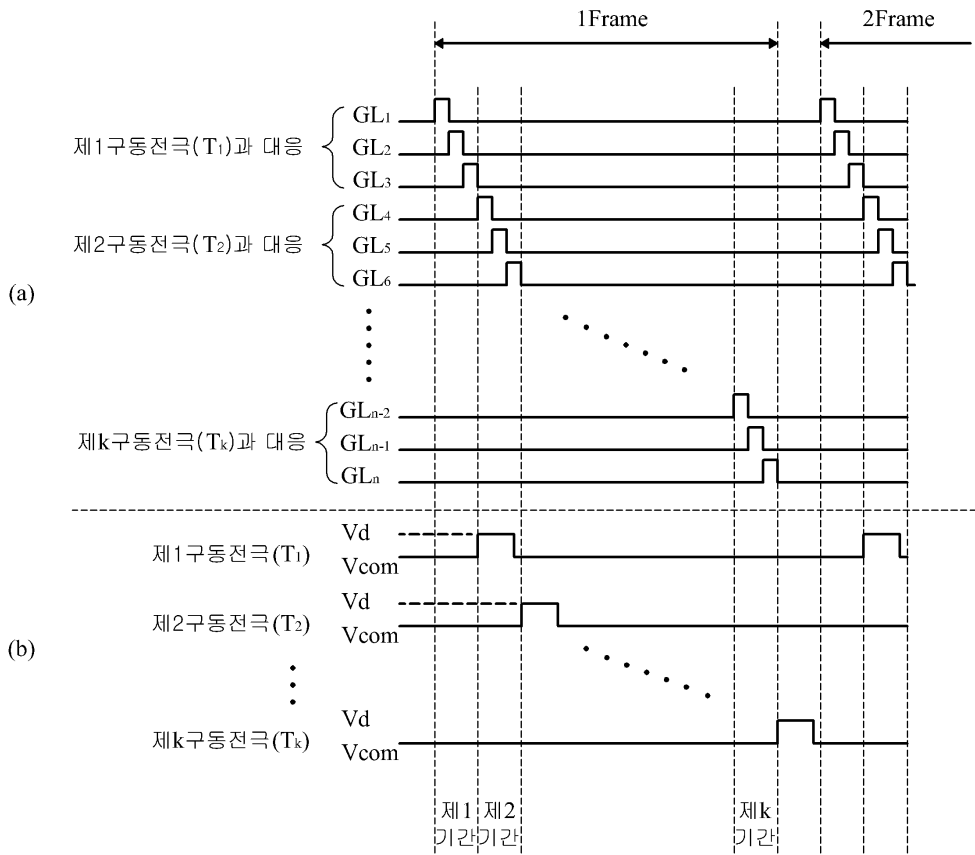 1Frame
2Frame
(a)
제1구동전극(T1)과 대응
GL1
GL2
GL3
제2구동전극(T2)과 대응
GL4
GL5
GL6
제k구동전극(Tk)과 대응
GLn-2
GLn-1
GLn
(b)
제1구동전극(T1)
Vd
Vcom
제2구동전극(T2)
Vd
Vcom
제k구동전극(Tk)
Vd
Vcom
제1
기간
제2
기간
제k
기간